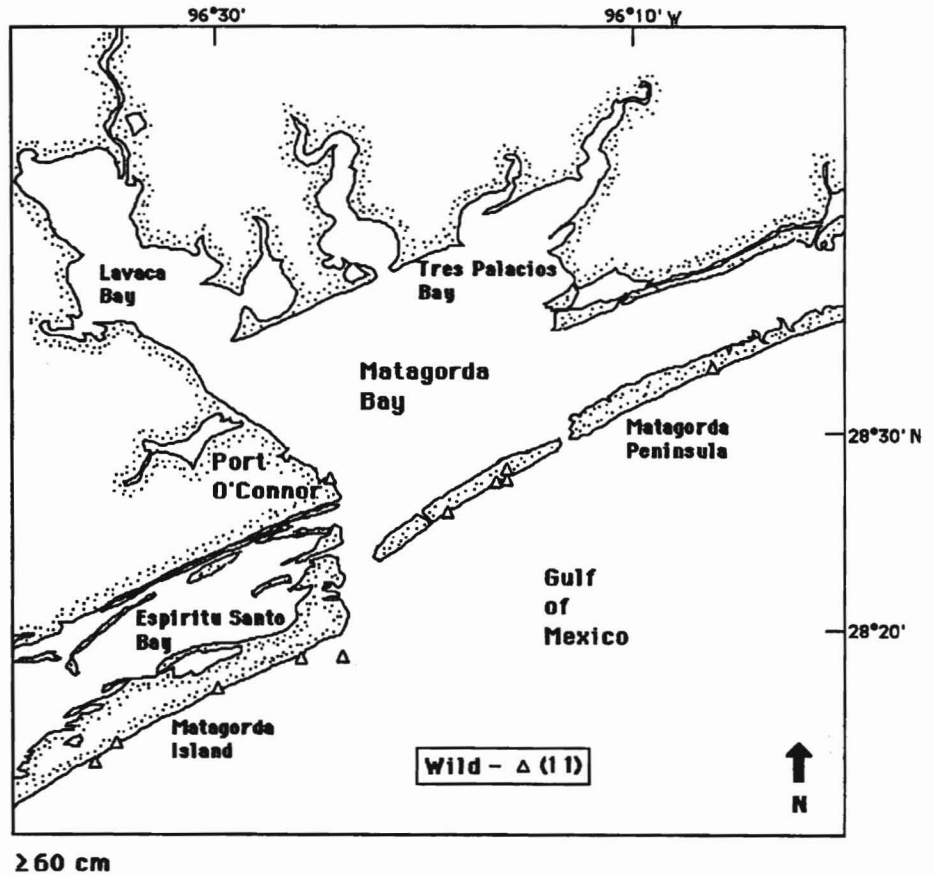 96°30'
96°10' W
Lavaca
Bay
Tres Palacios
Bay
Matagorda
Bay
Matagorda
Peninsula
28°30' N
Port
O'Connor
Gulf
of
Mexico
Espiritu Santo
Bay
28°20'
Matagorda
Island
Wild - △ (11)
N
≥60 cm